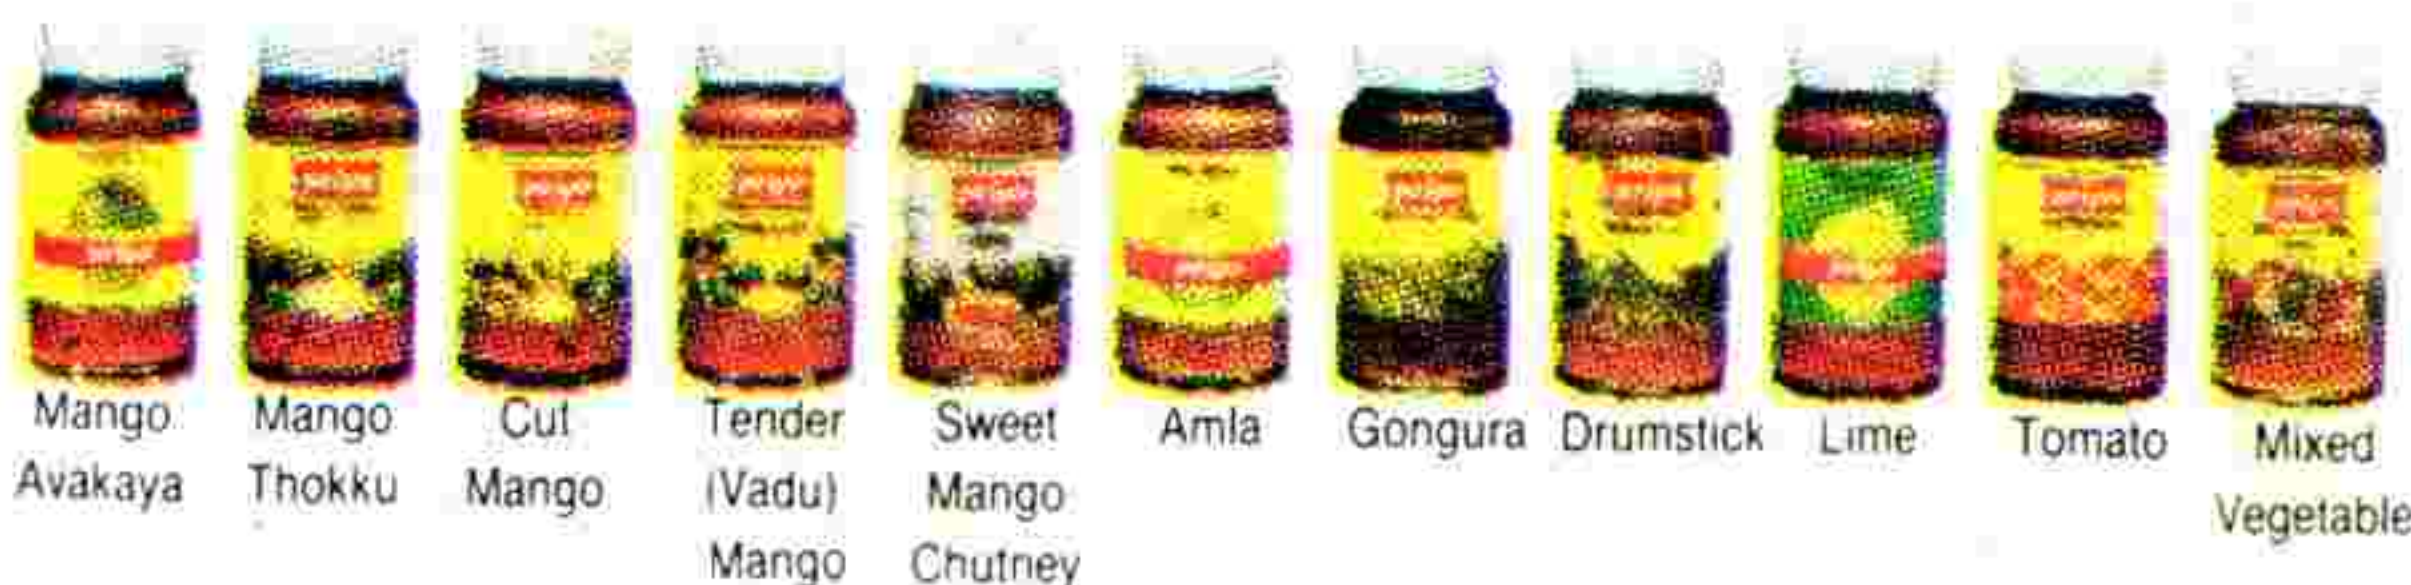 Mango
Avakaya
Mango
Thokku
Cut
Mango
Tender
(Vadu)
Mango
Sweet
Mango
Chutney
Amla
Gongura
Drumstick
Lime
Tomato
Mixed
Vegetable